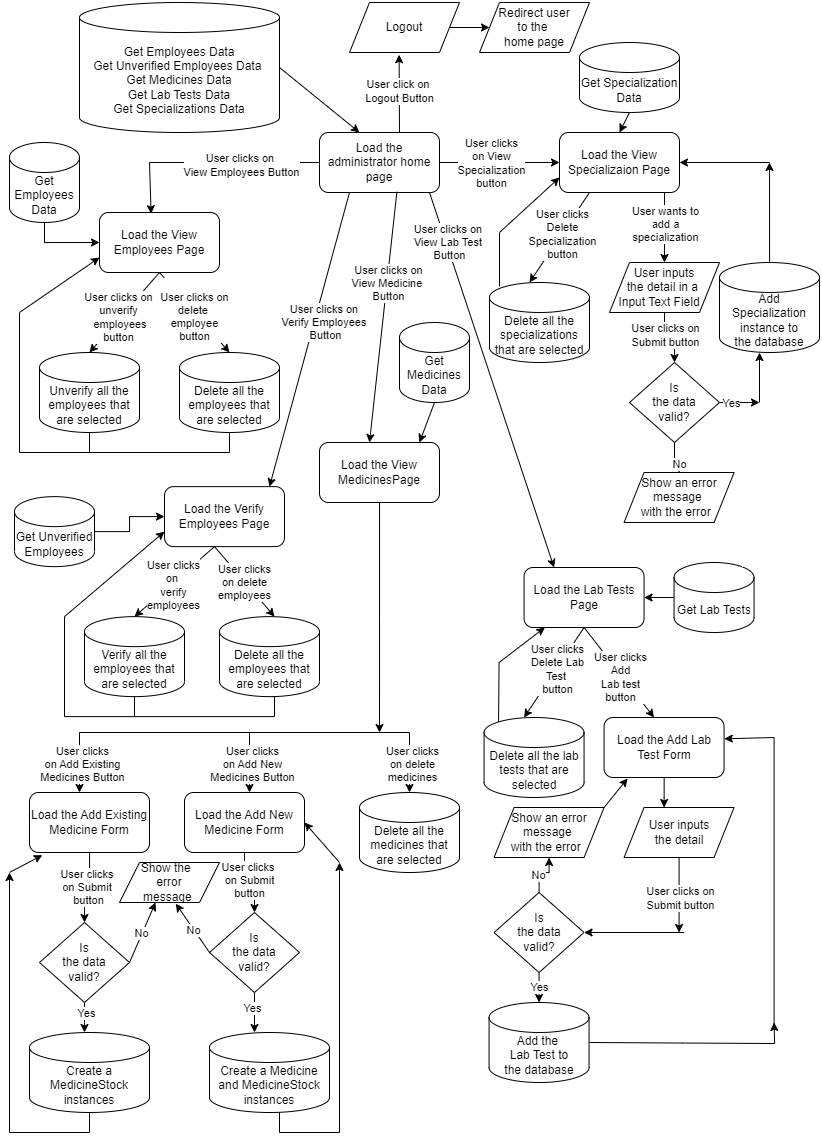 Get Employees Data
Get Unverified Employees Data
Get Medicines Data
Get Lab Tests Data
Get Specializations Data
Logout
Redirect user
to the
home page
User click on
Logout Button
Get Specialization
Data
Load the
administrator home
page
User clicks on
View Employees Button
User clicks
on View
Specialization
button
Load the View
Specializaion Page
Get
Employees
Data
Load the View
Employees Page
User clicks on
View Lab Test
Button
User clicks
Delete
Specialization
button
User wants to
add a
specialization
User clicks on
View Medicine
Button
User inputs
the detail in a
Input Text Field
Add
Specialization
instance to
the database
User clicks on
unverify
employees
button
User clicks on
delete
employee
button
User clicks on
Verify Employees
Button
Delete all the
specializations
that are selected
User clicks on
Submit button
Get
Medicines
Data
Unverify all the
employees that
are selected
Delete all the
employees that
are selected
Is
the data
valid?
Yes
No
Load the View
MedicinesPage
Show an error
message
with the error
Load the Verify
Employees Page
Get Unverified
Employees
User clicks
on
verify
employees
User clicks
on delete
employees
Load the Lab Tests
Page
Get Lab Tests
Verify all the
employees that
are selected
Delete all the
employees that
are selected
User clicks
Delete Lab
Test
button
User clicks
Add
Lab test
button
User clicks
on Add Existing
Medicines Button
User clicks
on Add New
Medicines Button
User clicks
on delete
medicines
Delete all the lab
tests that are
selected
Load the Add Lab
Test Form
Load the Add Existing
Medicine Form
Load the Add New
Medicine Form
Delete all the
medicines that
are selected
Show an error
message
with the error
User inputs
the detail
User clicks
on Submit
button
Show the
error
message
User clicks
on Submit
button
No
User clicks on
Submit button
Is
the data
valid?
No
No
Is
the data
valid?
Is
the data
valid?
Yes
Yes
Yes
Create a
MedicineStock
instances
Create a Medicine
and MedicineStock
instances
Add the
Lab Test to
the database